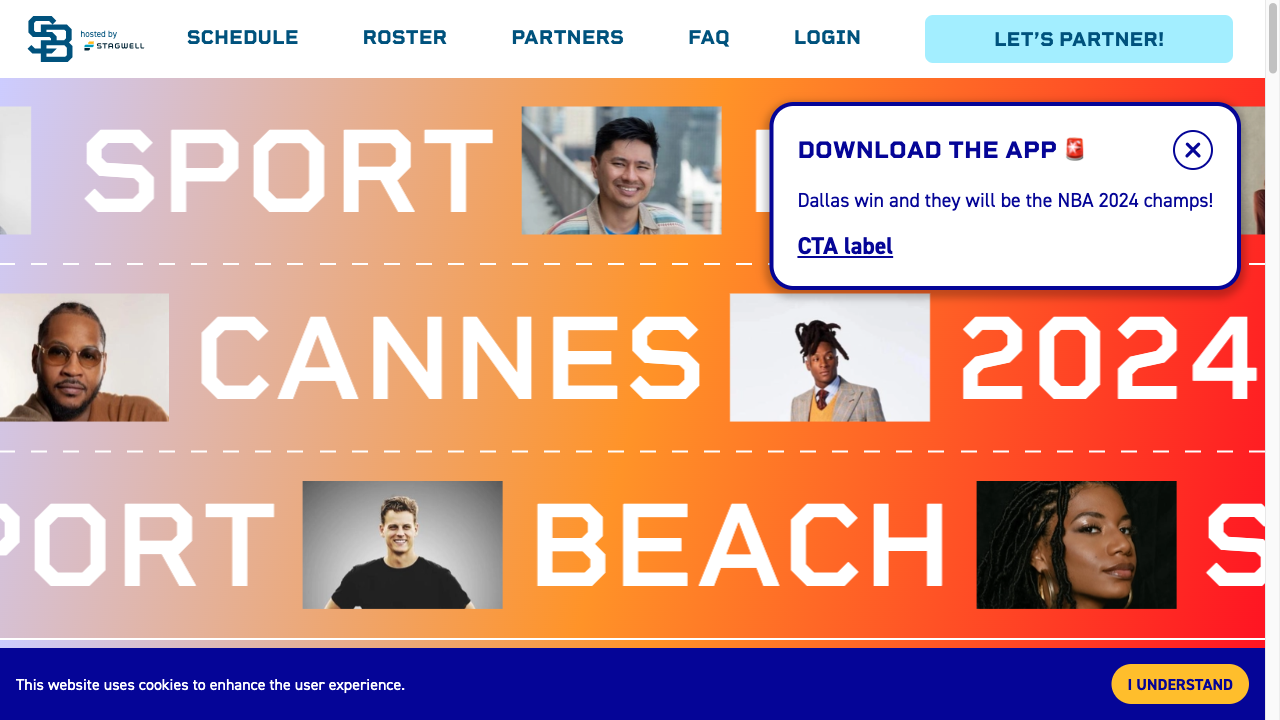 SB hosted by
STAGWELL
SCHEDULE ROSTER PARTNERS FAQ LOGIN LET’S PARTNER!
SPORT
DOWNLOAD THE APP 🚨
Dallas win and they will be the NBA 2024 champs!
CTA label
CANNES 2024
PORT BEACH S
This website uses cookies to enhance the user experience.
I UNDERSTAND